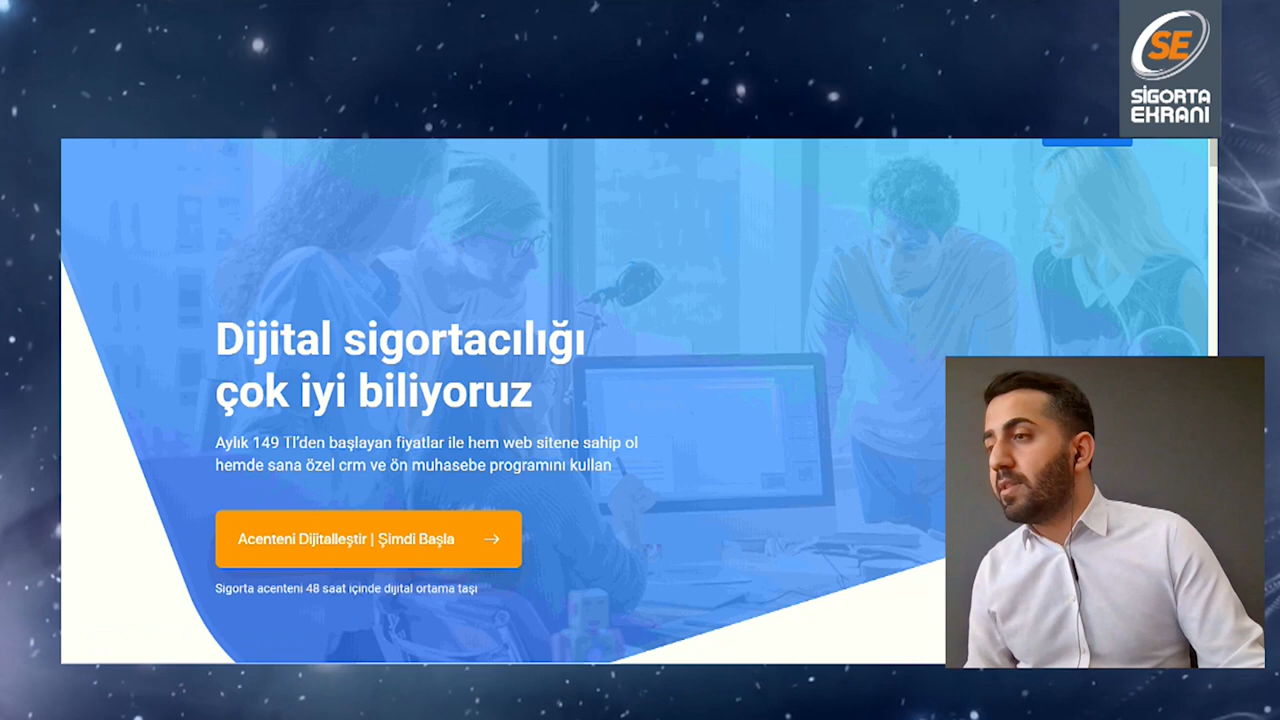 SE
SİGORTA
EKRANI
Dijital sigortacılığı
çok iyi biliyoruz
Aylık 149 Tl’den başlayan fiyatlar ile hem web sitene sahip ol
hemde sana özel crm ve ön muhasebe programını kullan
Acenteni Dijitalleştir | Şimdi Başla →
Sigorta acenteni 48 saat içinde dijital ortama taşı